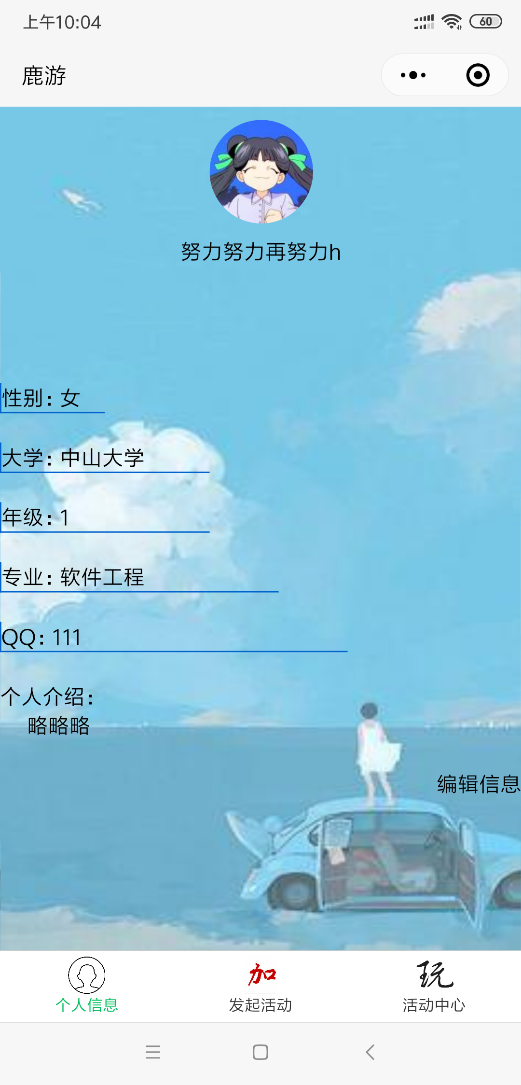 上午10:04
60
鹿游
努力努力再努力h
性别: 女
大学: 中山大学
年级: 1
专业: 软件工程
QQ: 111
个人介绍:
略略略
编辑信息
加 玩
个人信息 发起活动 活动中心